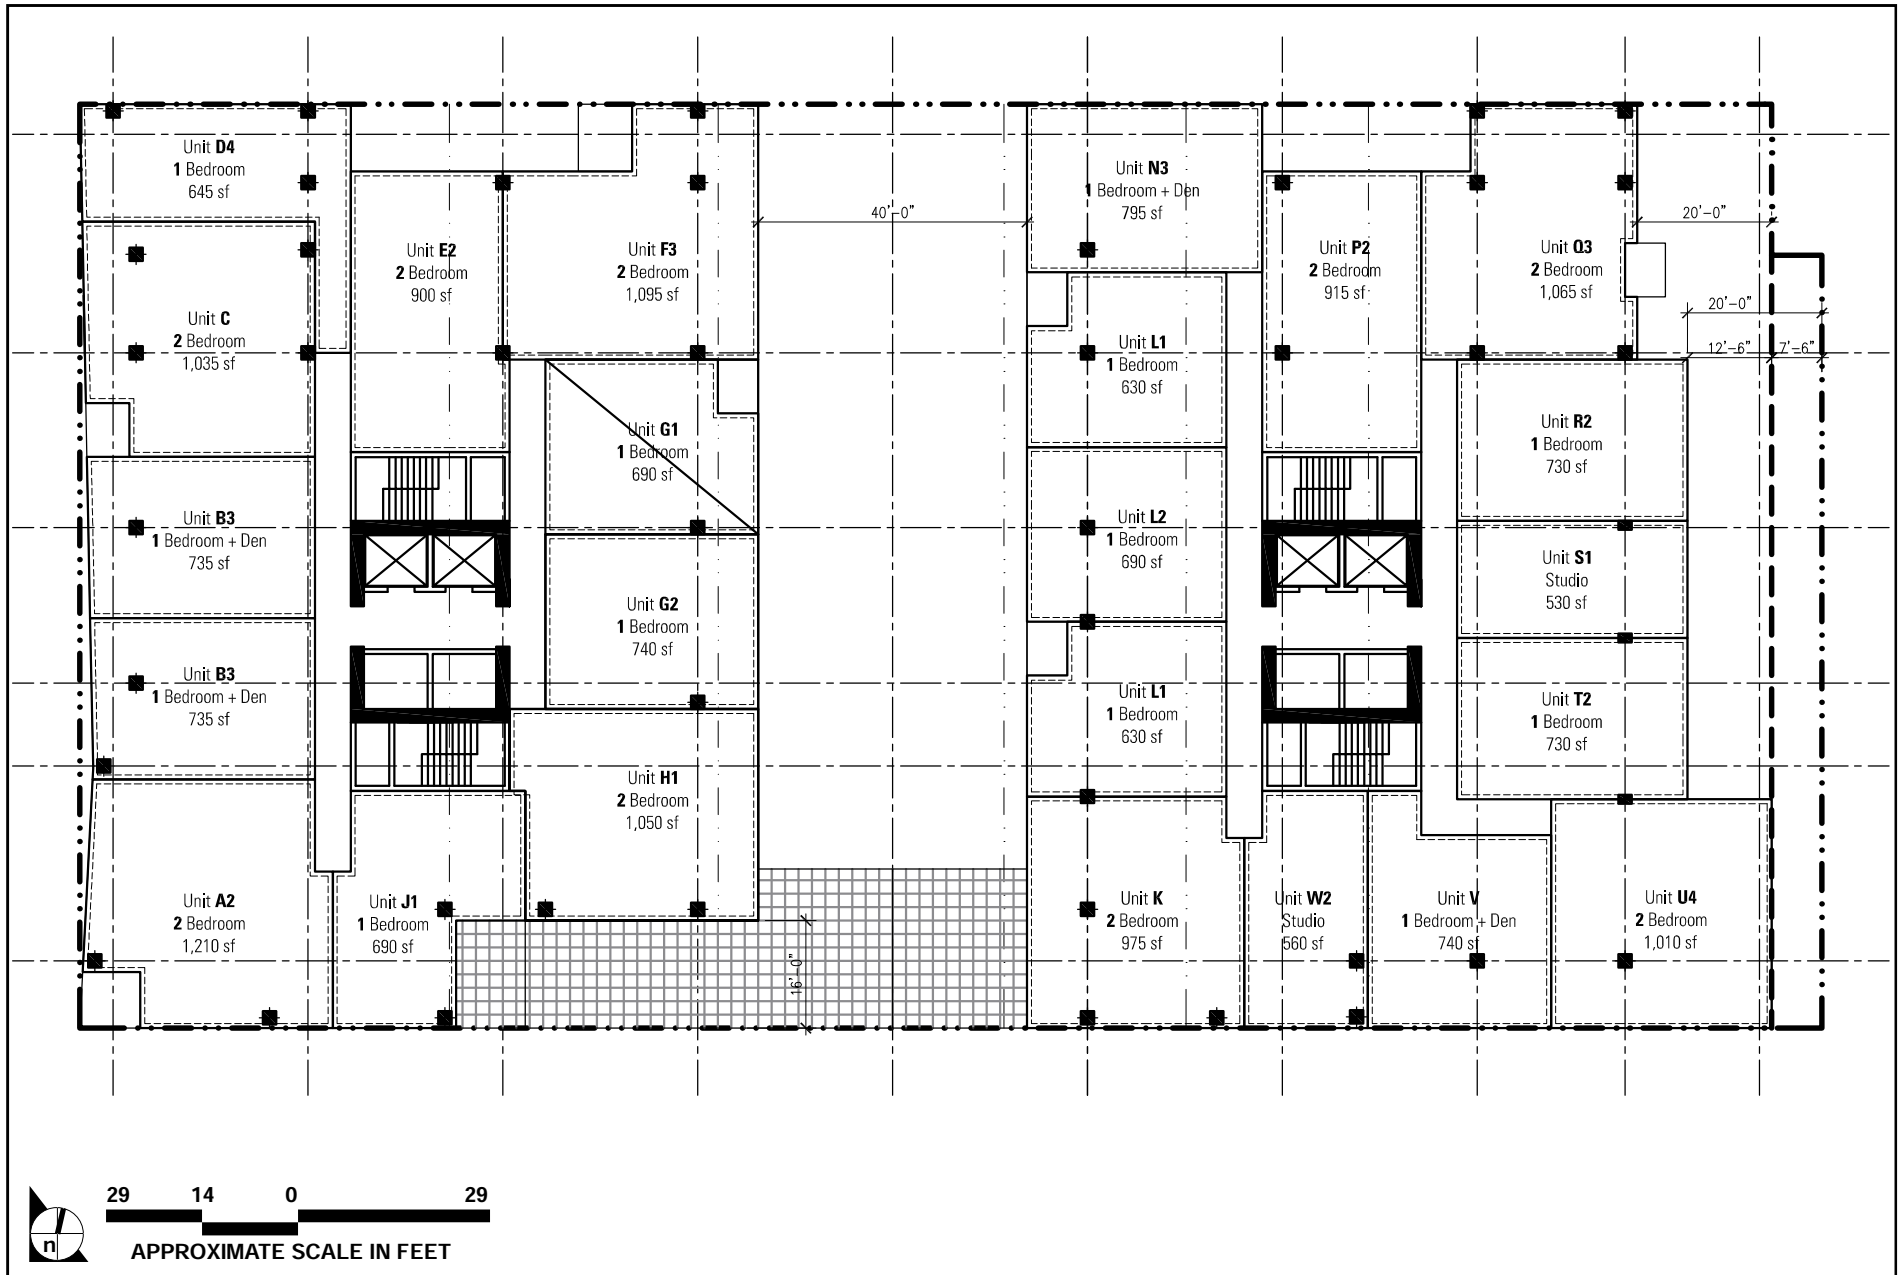 Unit D4
1 Bedroom
645 sf
Unit C
2 Bedroom
1,035 sf
Unit B3
1 Bedroom + Den
735 sf
Unit B3
1 Bedroom + Den
735 sf
Unit A2
2 Bedroom
1,210 sf
Unit E2
2 Bedroom
900 sf
Unit F3
2 Bedroom
1,095 sf
Unit G1
1 Bedroom
690 sf
Unit G2
1 Bedroom
740 sf
Unit H1
2 Bedroom
1,050 sf
Unit J1
1 Bedroom
690 sf
40'-0"
16'-0"
Unit N3
1 Bedroom + Den
795 sf
Unit L1
1 Bedroom
630 sf
Unit L2
1 Bedroom
690 sf
Unit L1
1 Bedroom
630 sf
Unit K
2 Bedroom
975 sf
Unit P2
2 Bedroom
915 sf
Unit Q3
2 Bedroom
1,065 sf
20'-0"
20'-0"
12'-6"
7'-6"
Unit R2
1 Bedroom
730 sf
Unit S1
Studio
530 sf
Unit T2
1 Bedroom
730 sf
Unit W2
Studio
560 sf
Unit V
1 Bedroom + Den
740 sf
Unit U4
2 Bedroom
1,010 sf
n
29 14 0 29
APPROXIMATE SCALE IN FEET